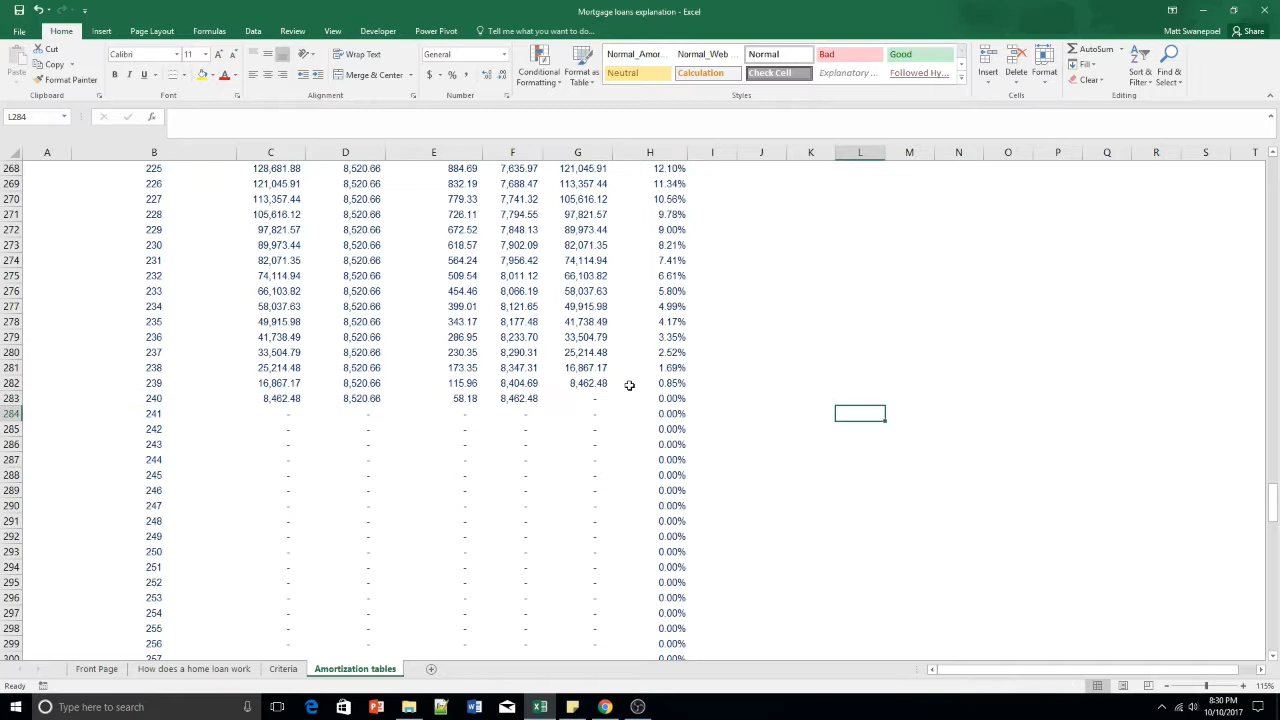 Mortgage loans explanation - Excel
File Home Insert Page Layout Formulas Data Review View Developer Power Pivot Tell me what you want to do... Matt Swanepoel Share
Paste Cut Copy Format Painter
Calibri 11 Wrap Text Merge & Center General
Conditional Formatting Format as Table
Normal_Amor... Normal_Web ... Normal Bad Good
Neutral Calculation Check Cell Explanatory ... Followed Hy...
Insert Delete Format AutoSum Fill Clear Sort & Filter Find & Select
Clipboard Font Alignment Number Styles Cells Editing
L284
A B C D E F G H I J K L M N O P Q R S T
268 225 128,681.88 8,520.66 884.69 7,635.97 121,045.91 12.10%
269 226 121,045.91 8,520.66 832.19 7,688.47 113,357.44 11.34%
270 227 113,357.44 8,520.66 779.33 7,741.32 105,616.12 10.56%
271 228 105,616.12 8,520.66 726.11 7,794.55 97,821.57 9.78%
272 229 97,821.57 8,520.66 672.52 7,848.13 89,973.44 9.00%
273 230 89,973.44 8,520.66 618.57 7,902.09 82,071.35 8.21%
274 231 82,071.35 8,520.66 564.24 7,956.42 74,114.94 7.41%
275 232 74,114.94 8,520.66 509.54 8,011.12 66,103.82 6.61%
276 233 66,103.82 8,520.66 454.46 8,066.19 58,037.63 5.80%
277 234 58,037.63 8,520.66 399.01 8,121.65 49,915.98 4.99%
278 235 49,915.98 8,520.66 343.17 8,177.48 41,738.49 4.17%
279 236 41,738.49 8,520.66 286.95 8,233.70 33,504.79 3.35%
280 237 33,504.79 8,520.66 230.35 8,290.31 25,214.48 2.52%
281 238 25,214.48 8,520.66 173.35 8,347.31 16,867.17 1.69%
282 239 16,867.17 8,520.66 115.96 8,404.69 8,462.48 0.85%
283 240 8,462.48 8,520.66 58.18 8,462.48 - 0.00%
284 241 - - - - - 0.00%
285 242 - - - - - 0.00%
286 243 - - - - - 0.00%
287 244 - - - - - 0.00%
288 245 - - - - - 0.00%
289 246 - - - - - 0.00%
290 247 - - - - - 0.00%
291 248 - - - - - 0.00%
292 249 - - - - - 0.00%
293 250 - - - - - 0.00%
294 251 - - - - - 0.00%
295 252 - - - - - 0.00%
296 253 - - - - - 0.00%
297 254 - - - - - 0.00%
298 255 - - - - - 0.00%
299 256 - - - - - 0.00%
Front Page How does a home loan work Criteria Amortization tables
Ready 115%
Type here to search 8:30 PM
10/10/2017